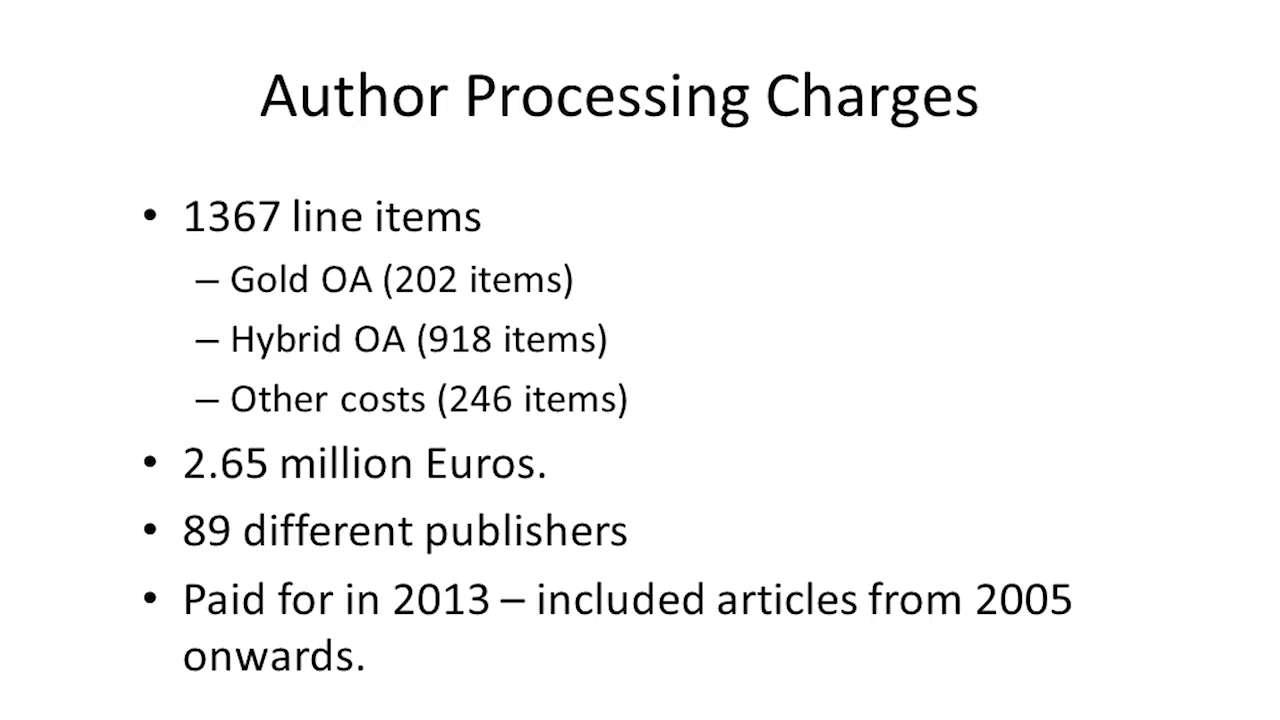 Author Processing Charges
• 1367 line items
– Gold OA (202 items)
– Hybrid OA (918 items)
– Other costs (246 items)
• 2.65 million Euros.
• 89 different publishers
• Paid for in 2013 – included articles from 2005
onwards.